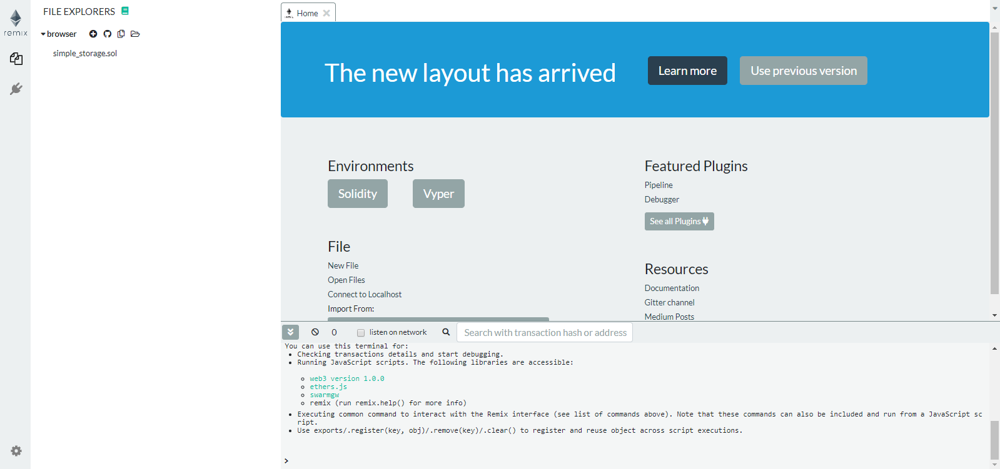 remix
FILE EXPLORERS
browser
simple_storage.sol
Home
The new layout has arrived
Learn more
Use previous version
Environments
Solidity
Vyper
File
New File
Open Files
Connect to Localhost
Import From:
Featured Plugins
Pipeline
Debugger
See all Plugins
Resources
Documentation
Gitter channel
Medium Posts
0
listen on network
Search with transaction hash or address
You can use this terminal for:
Checking transactions details and start debugging.
Running JavaScript scripts. The following libraries are accessible:
web3 version 1.0.0
ethers.js
swarmgw
remix (run remix.help() for more info)
Executing common command to interact with the Remix interface (see list of commands above). Note that these commands can also be included and run from a JavaScript sc
ript.
Use exports/.register(key, obj)/.remove(key)/.clear() to register and reuse object across script executions.
>